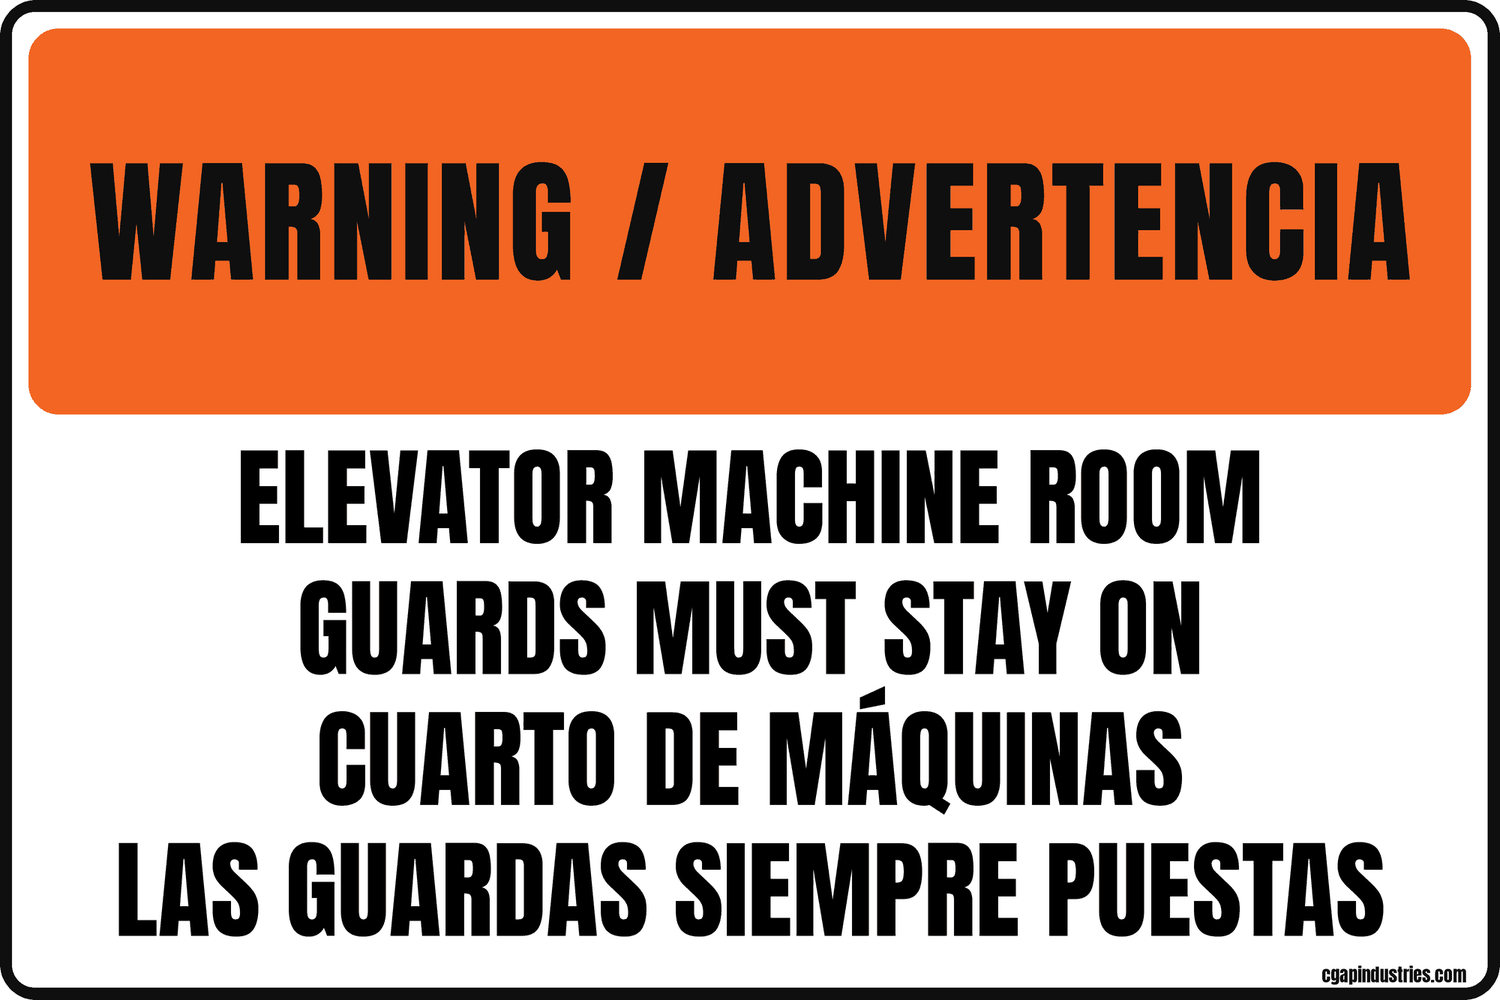 WARNING / ADVERTENCIA
ELEVATOR MACHINE ROOM
GUARDS MUST STAY ON
CUARTO DE MÁQUINAS
LAS GUARDAS SIEMPRE PUESTAS
cgapindustries.com